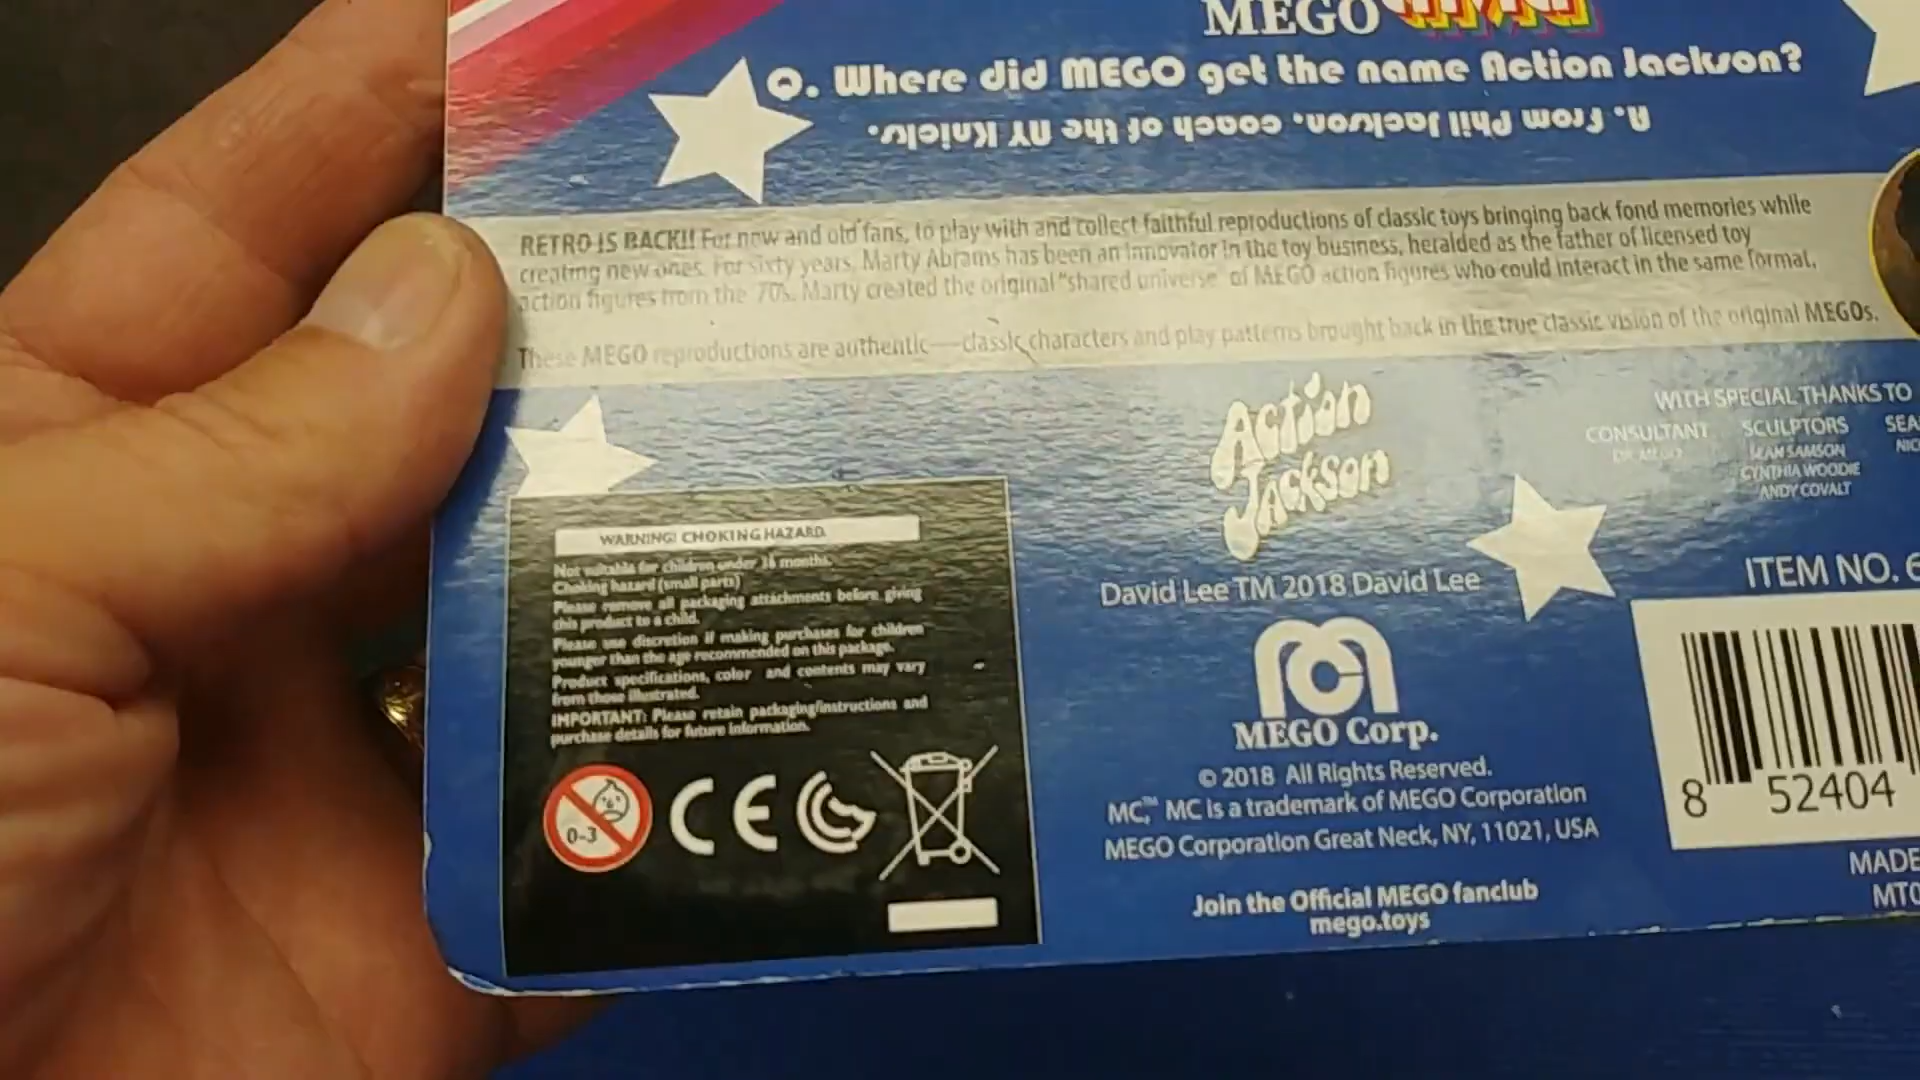 MEGO
Q. Where did MEGO get the name Action Jackson?
A. From Phil Jackson, coach of the NY Knicks.
RETRO IS BACK!! For new and old fans, to play with and collect faithful reproductions of classic toys bringing back fond memories while
creating new ones. For sixty years, Marty Abrams has been an innovator in the toy business, heralded as the father of licensed toy
action figures from the '70s. Marty created the original "shared universe" of MEGO action figures who could interact in the same format.
These MEGO reproductions are authentic—classic characters and play patterns brought back in the true classic vision of the original MEGOs.
Action
Jackson
David Lee TM 2018 David Lee
MEGO Corp.
© 2018 All Rights Reserved.
MC,™ MC is a trademark of MEGO Corporation
MEGO Corporation Great Neck, NY, 11021, USA
Join the Official MEGO fanclub
mego.toys
WARNING! CHOKING HAZARD.
Not suitable for children under 36 months.
Choking hazard (small parts)
Please remove all packaging attachments before giving
this product to a child.
Please use discretion if making purchases for children
younger than the age recommended on this package.
Product specifications, color and contents may vary
from those illustrated.
IMPORTANT: Please retain packaging/instructions and
purchase details for future information.
0-3
CE
WITH SPECIAL THANKS TO
CONSULTANT
DR. MEGO
SCULPTORS
SEAN SAMSON
CYNTHIA WOODIE
ANDY COVALT
SEA
NIC
ITEM NO. 6
8 52404
MADE
MT0